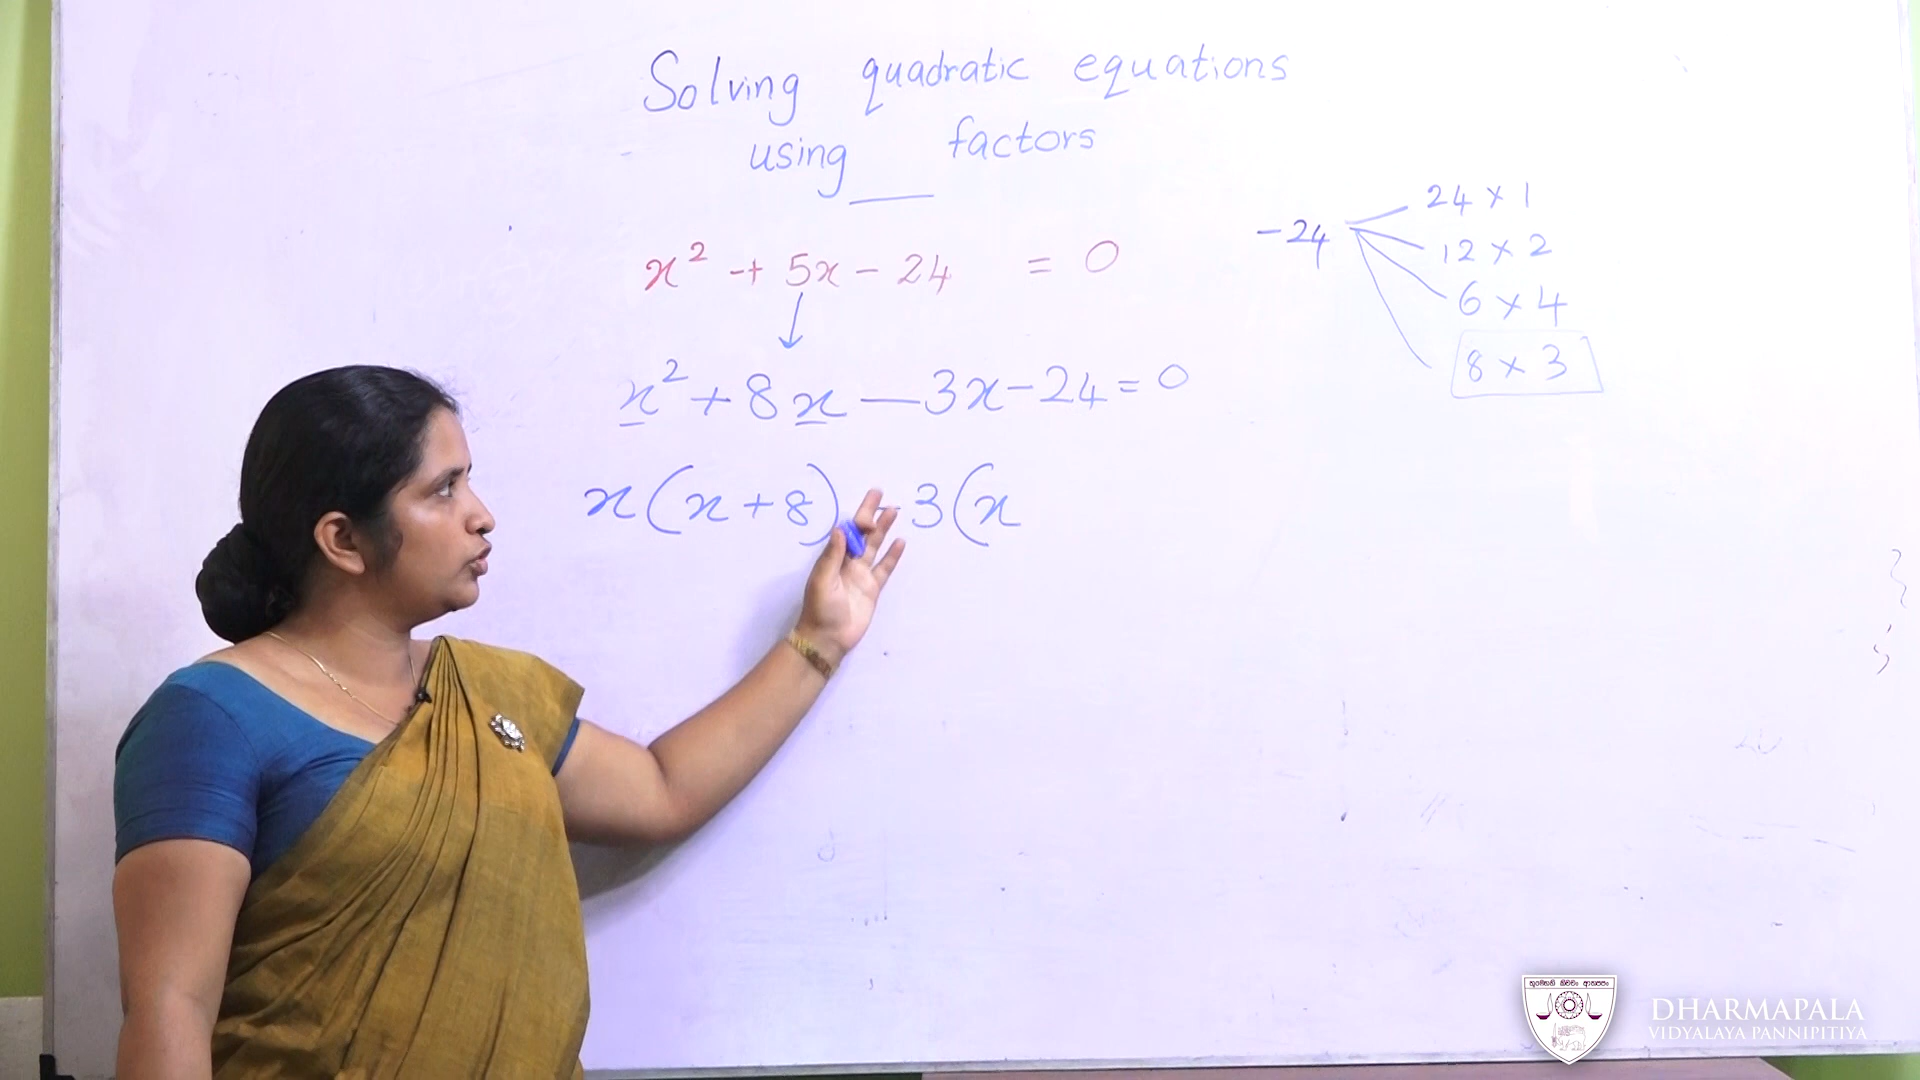 Solving quadratic equations
using factors
x² + 5x - 24 = 0
x² + 8x - 3x - 24 = 0
x(x + 8) - 3(x
-24
24 × 1
12 × 2
6 × 4
8 × 3
DHARMAPALA
VIDYALAYA PANNIPITIYA